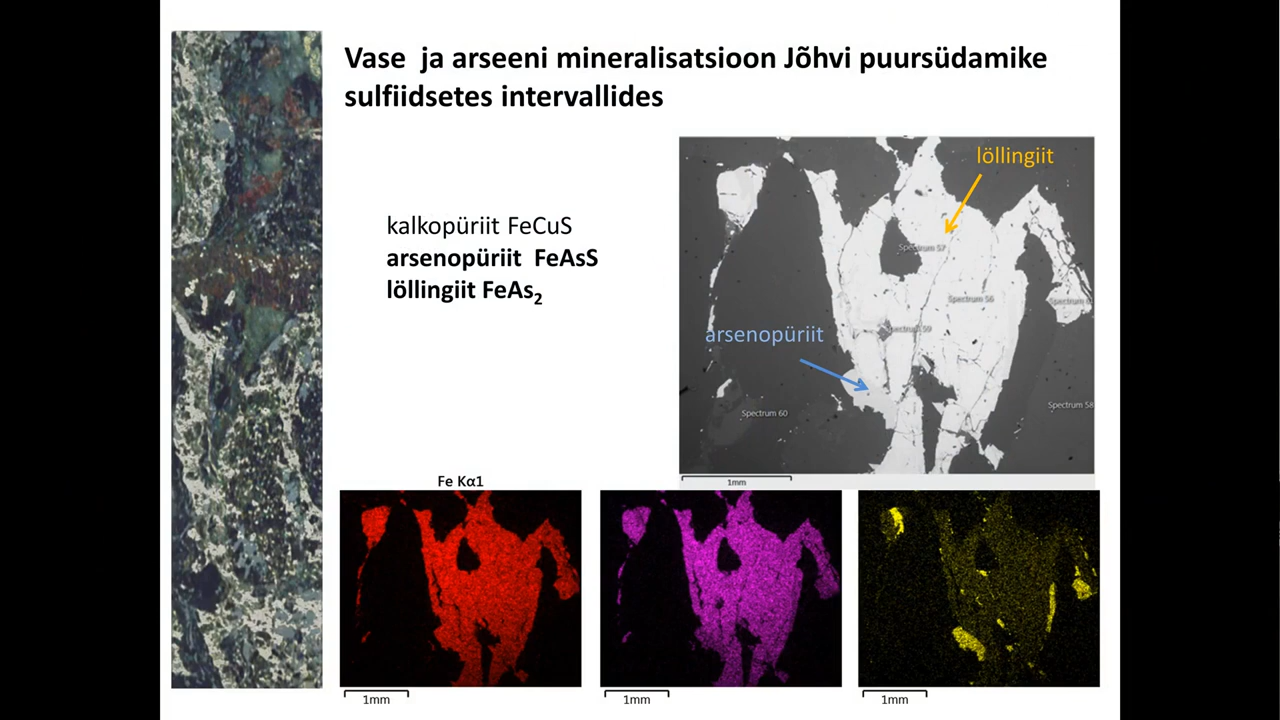 Vase ja arseeni mineralisatsioon Jõhvi puursüdamike
sulfiidsetes intervallides
kalkopüriit FeCuS
arsenopüriit FeAsS
löllingiit FeAs₂
löllingiit
Spectrum 57
Spectrum 56
Spectrum
arsenopüriit
Spectrum 60
Spectrum 58
1mm
Fe Kα1
1mm
1mm
1mm